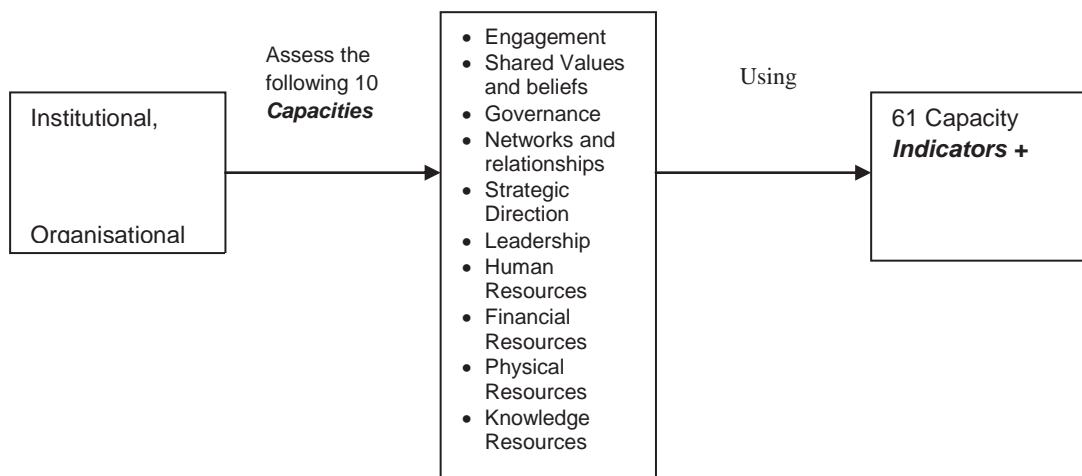 Institutional,
Organisational
Assess the
following 10
Capacities
• Engagement
• Shared Values
and beliefs
• Governance
• Networks and
relationships
• Strategic
Direction
• Leadership
• Human
Resources
• Financial
Resources
• Physical
Resources
• Knowledge
Resources
Using
61 Capacity
Indicators +